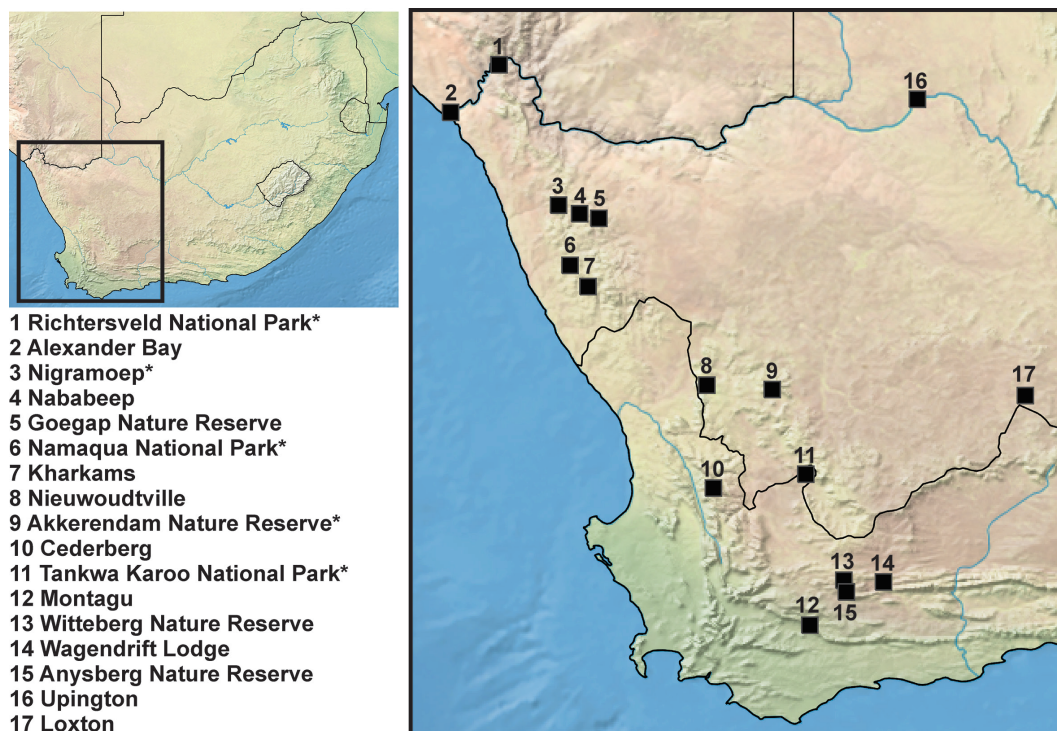 1 Richtersveld National Park*
2 Alexander Bay
3 Nigramoep*
4 Nababeep
5 Goegap Nature Reserve
6 Namaqua National Park*
7 Kharkams
8 Nieuwoudtville
9 Akkerendam Nature Reserve*
10 Cederberg
11 Tankwa Karoo National Park*
12 Montagu
13 Witteberg Nature Reserve
14 Wagendrift Lodge
15 Anysberg Nature Reserve
16 Upington
17 Loxton
1
2
16
3
4
5
6
7
8
9
17
10
11
13
14
15
12